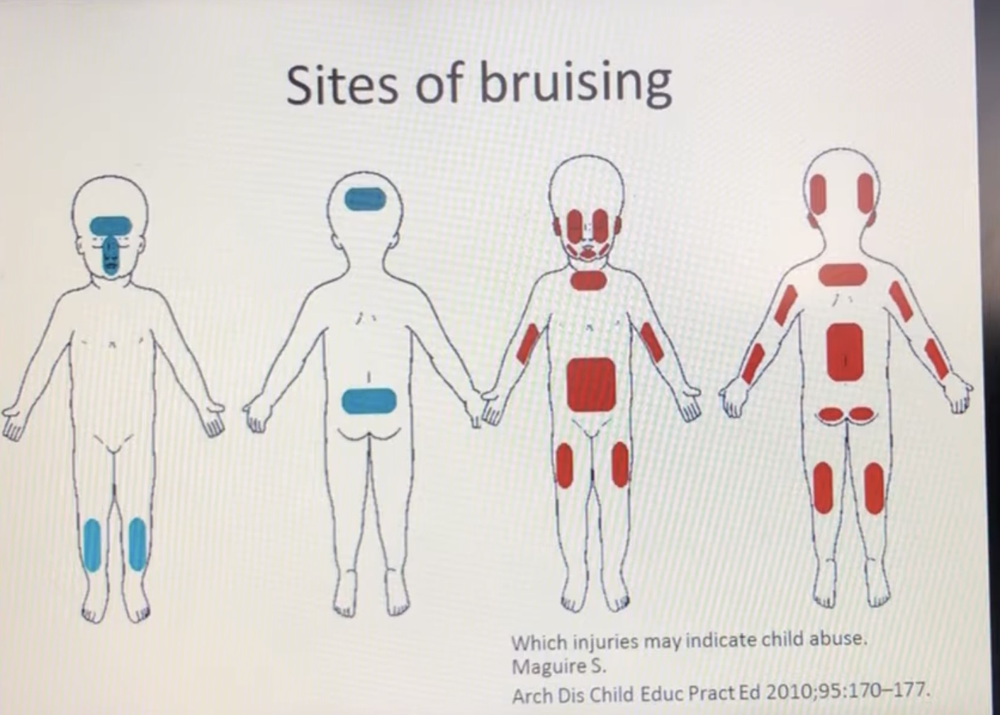 Sites of bruising
Which injuries may indicate child abuse.
Maguire S.
Arch Dis Child Educ Pract Ed 2010;95:170–177.